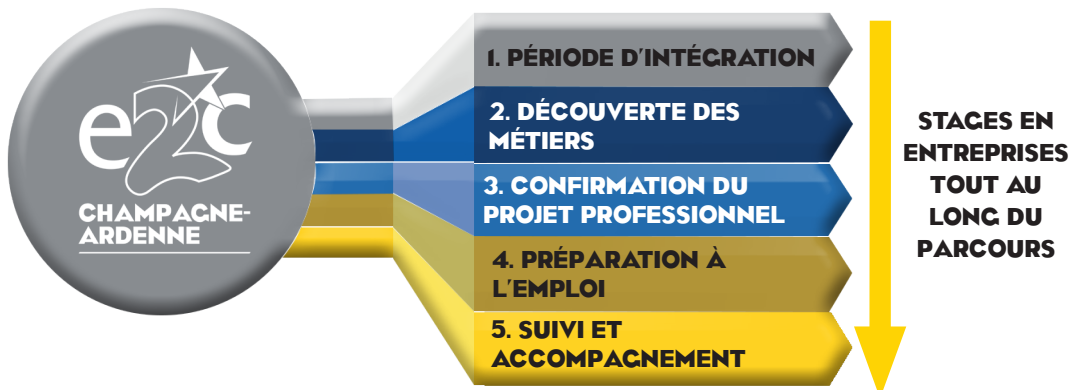 e2c
CHAMPAGNE-
ARDENNE
1. PÉRIODE D'INTÉGRATION
2. DÉCOUVERTE DES
MÉTIERS
3. CONFIRMATION DU
PROJET PROFESSIONNEL
4. PRÉPARATION À
L'EMPLOI
5. SUIVI ET
ACCOMPAGNEMENT
STAGES EN
ENTREPRISES
TOUT AU
LONG DU
PARCOURS